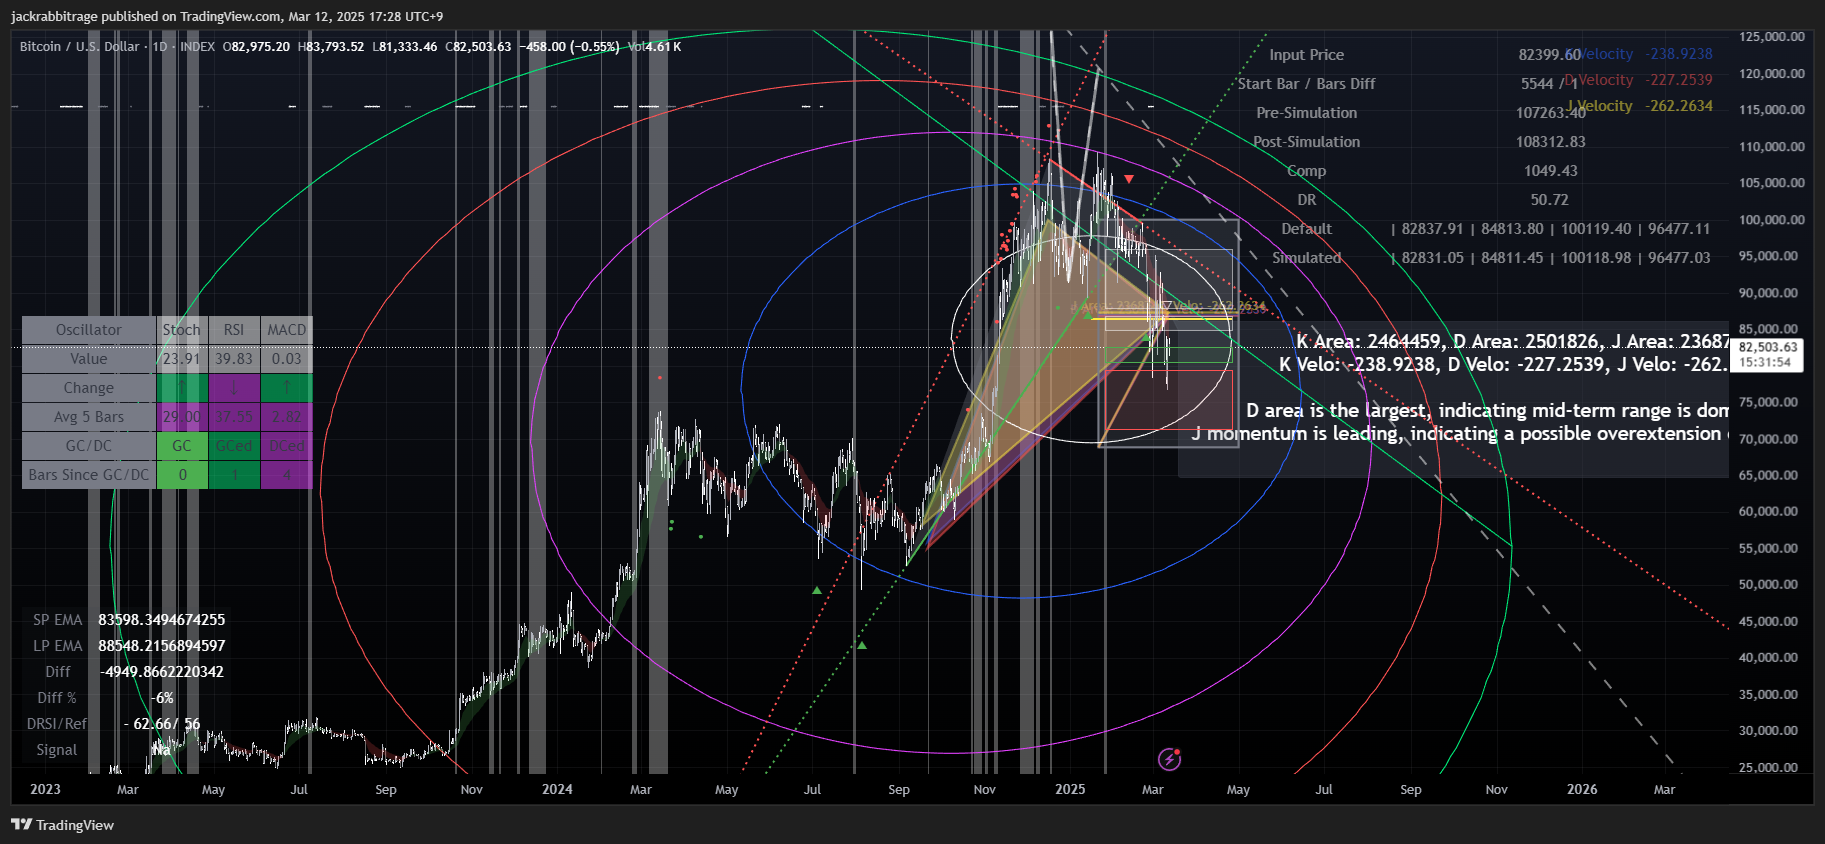 jackrabbitrage published on TradingView.com, Mar 12, 2025 17:28 UTC+9
Bitcoin / U.S. Dollar · 1D · INDEX O82,975.20 H83,793.52 L81,333.46 C82,503.63 −458.00 (−0.55%) Vol4.61 K
Input Price 82399.60
Velocity -238.9238
Start Bar / Bars Diff 5544 / 1
D Velocity -227.2539
Pre-Simulation 107263.40
J Velocity -262.2634
Post-Simulation 108312.83
Comp 1049.43
DR 50.72
Default | 82837.91 | 84813.80 | 100119.40 | 96477.11
Simulated | 82831.05 | 84811.45 | 100118.98 | 96477.03
125,000.00
120,000.00
115,000.00
110,000.00
105,000.00
100,000.00
95,000.00
90,000.00
85,000.00
82,503.63
15:31:54
75,000.00
70,000.00
65,000.00
60,000.00
55,000.00
50,000.00
45,000.00
40,000.00
35,000.00
30,000.00
25,000.00
J Area: 2368 Velo: -262.2634
K Area: 2464459, D Area: 2501826, J Area: 23687
K Velo: -238.9238, D Velo: -227.2539, J Velo: -262.
D area is the largest, indicating mid-term range is dom
J momentum is leading, indicating a possible overextension
Oscillator Stoch RSI MACD
Value 23.91 39.83 0.03
Change ↑ ↓ ↑
Avg 5 Bars 29.00 37.55 2.82
GC/DC GC GCed DCed
Bars Since GC/DC 0 1 4
SP EMA 83598.3494674255
LP EMA 88548.2156894597
Diff -4949.8662220342
Diff % -6%
DRSI/Ref - 62.66/ 56
Signal Na
2023 Mar May Jul Sep Nov 2024 Mar May Jul Sep Nov 2025 Mar May Jul Sep Nov 2026 Mar
TradingView